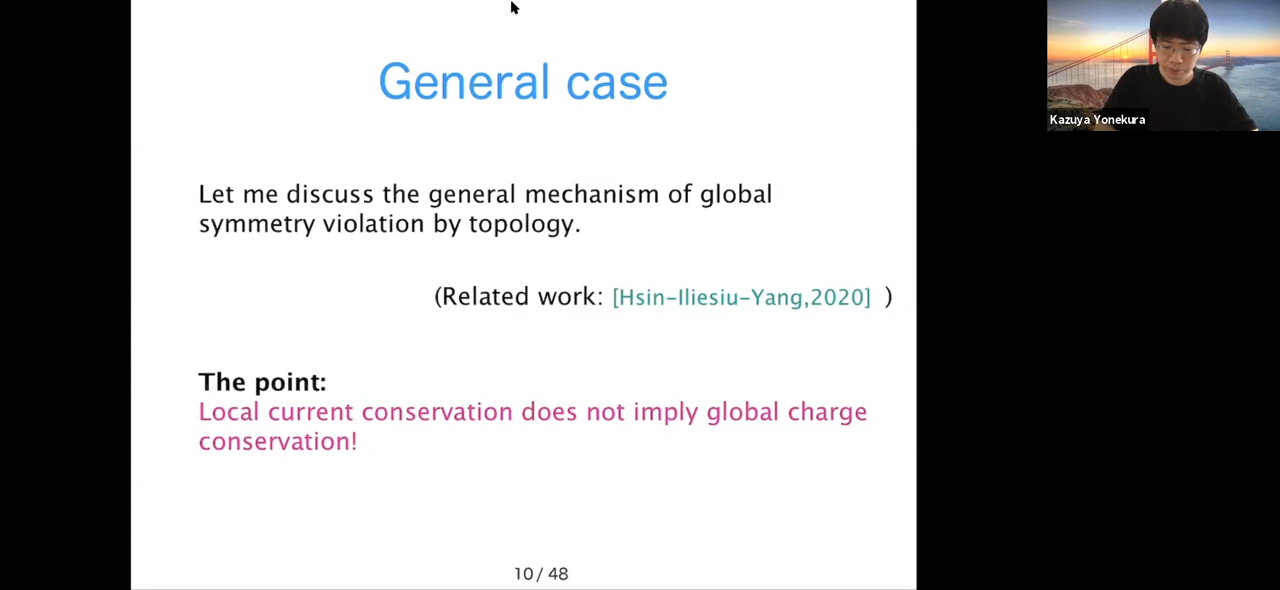 General case
Let me discuss the general mechanism of global
symmetry violation by topology.
(Related work: [Hsin-Iliesiu-Yang,2020] )
The point:
Local current conservation does not imply global charge
conservation!
10 / 48
Kazuya Yonekura